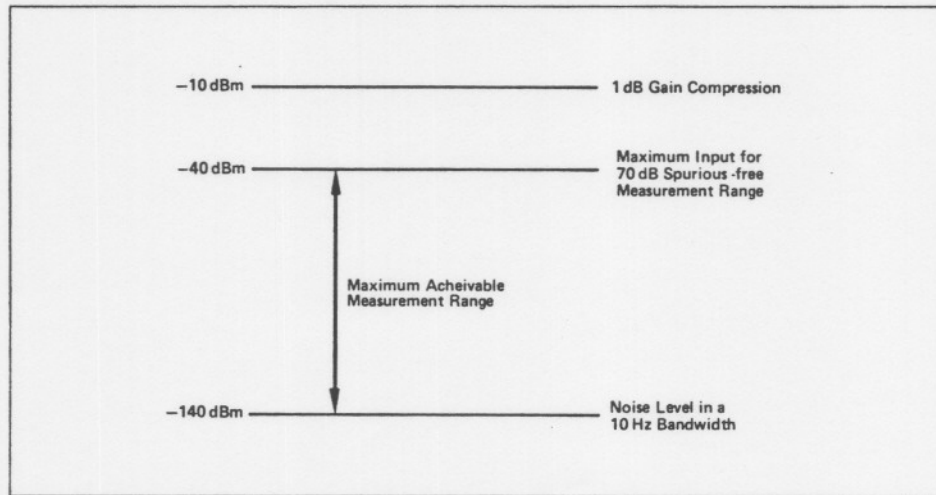 −10 dBm
1 dB Gain Compression
−40 dBm
Maximum Input for
70 dB Spurious -free
Measurement Range
Maximum Acheivable
Measurement Range
−140 dBm
Noise Level in a
10 Hz Bandwidth